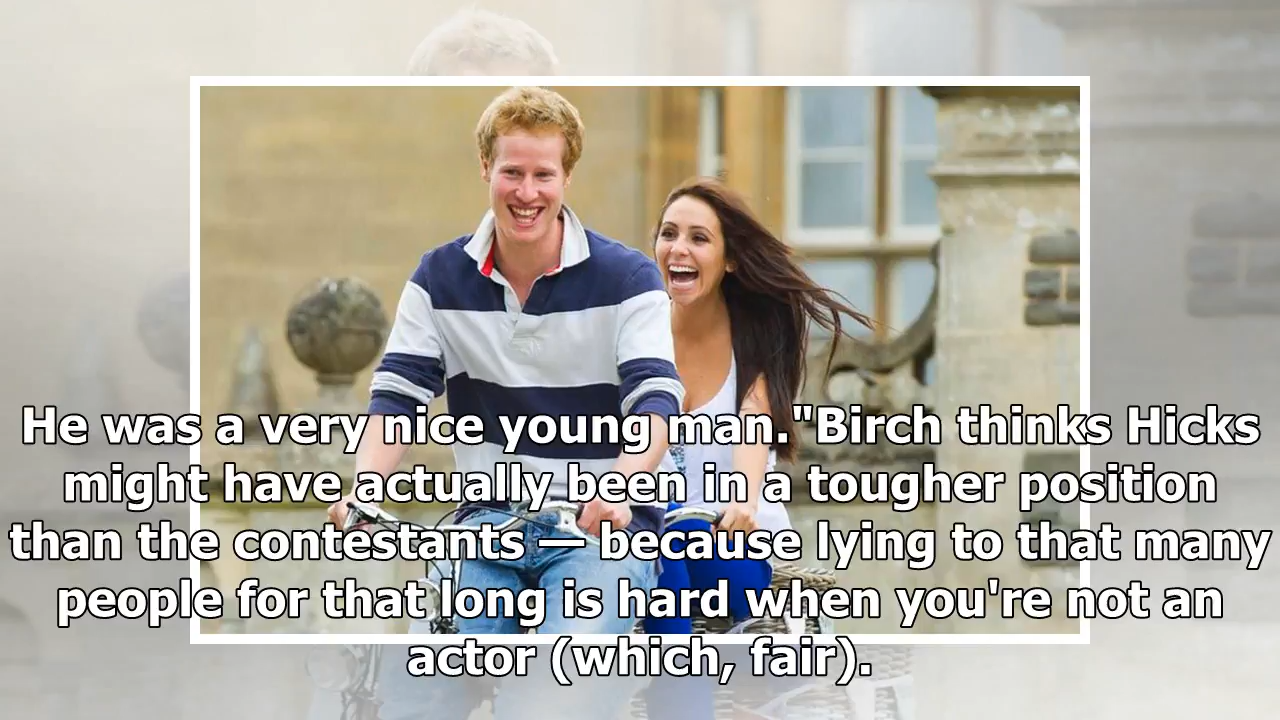 He was a very nice young man."Birch thinks Hicks
might have actually been in a tougher position
than the contestants — because lying to that many
people for that long is hard when you're not an
actor (which, fair).